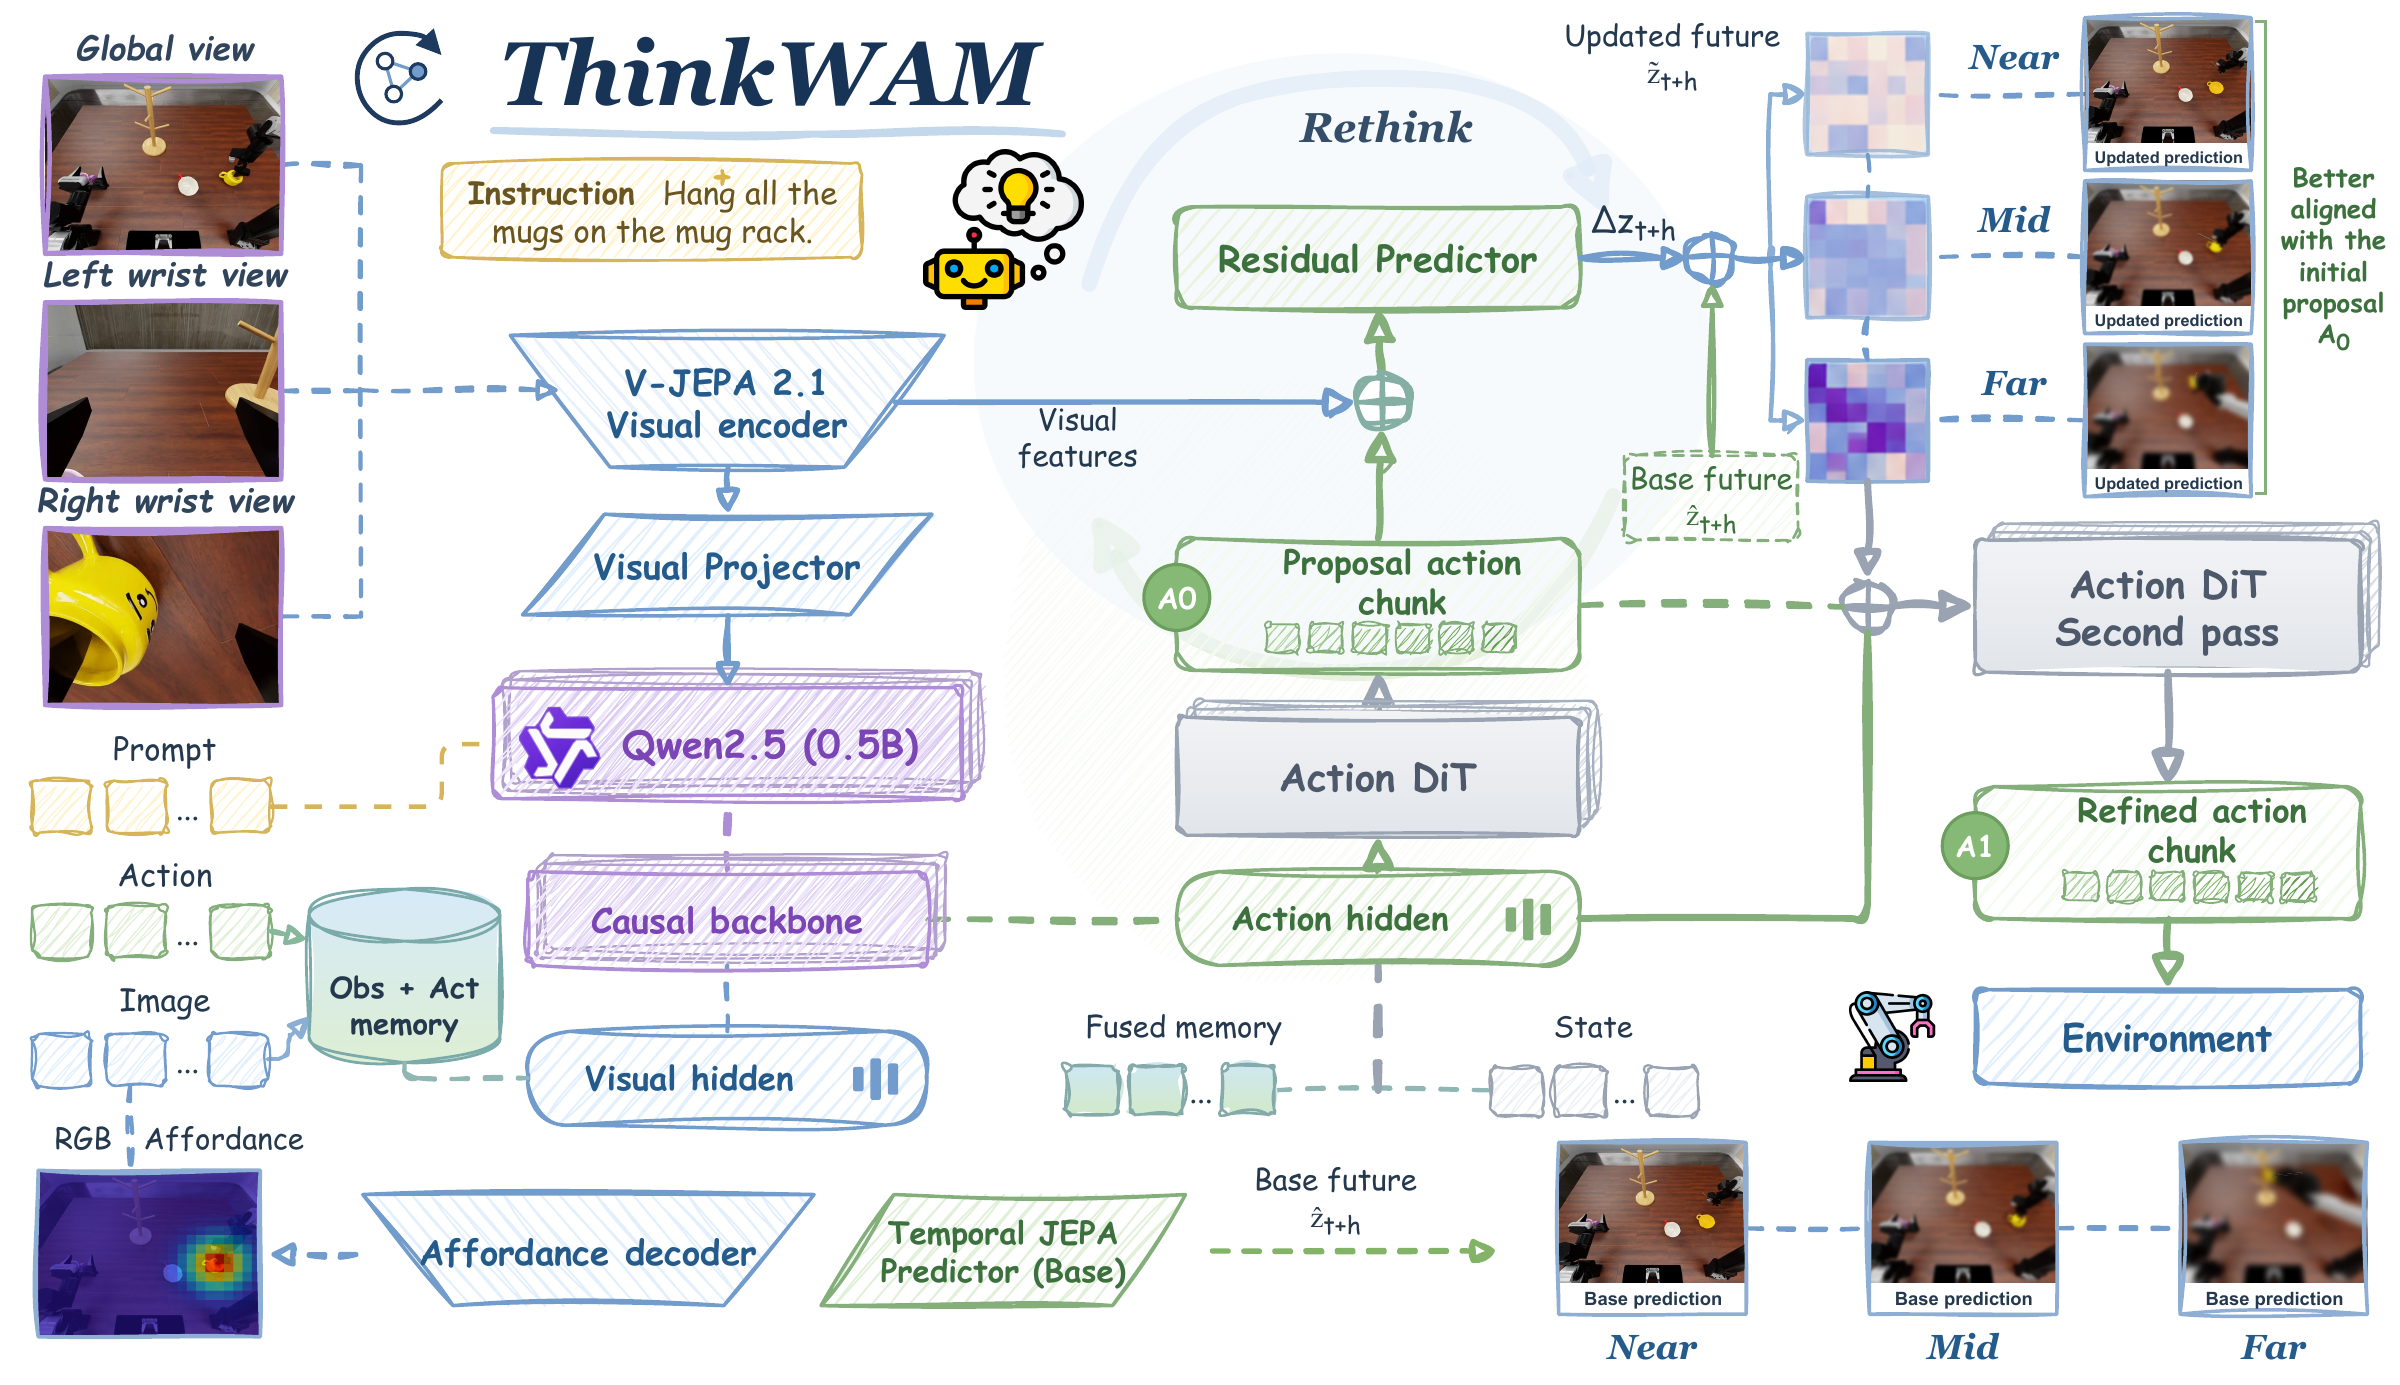 Global view
Left wrist view
Right wrist view
ThinkWAM
Instruction Hang all the
mugs on the mug rack.
V-JEPA 2.1
Visual encoder
Visual Projector
Qwen2.5 (0.5B)
Causal backbone
Visual hidden
Prompt
...
Action
...
Image
...
Obs + Act
memory
RGB
Affordance
Affordance decoder
Temporal JEPA
Predictor (Base)
Base future
ẑt+h
Rethink
Residual Predictor
Visual
features
Δzt+h
Updated future
z̃t+h
Base future
ẑt+h
A0
Proposal action
chunk
Action DiT
Action hidden
Fused memory
...
State
...
Near
Updated prediction
Mid
Updated prediction
Far
Updated prediction
Better
aligned
with the
initial
proposal
A0
Action DiT
Second pass
A1
Refined action
chunk
Environment
Base prediction
Near
Base prediction
Mid
Base prediction
Far